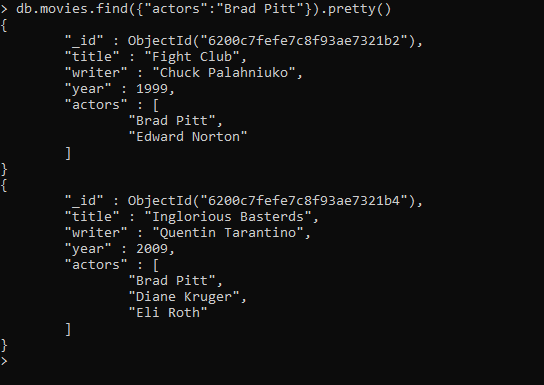 > db.movies.find({"actors":"Brad Pitt"}).pretty()
{
        "_id" : ObjectId("6200c7fefe7c8f93ae7321b2"),
        "title" : "Fight Club",
        "writer" : "Chuck Palahniuko",
        "year" : 1999,
        "actors" : [
                "Brad Pitt",
                "Edward Norton"
        ]
}
{
        "_id" : ObjectId("6200c7fefe7c8f93ae7321b4"),
        "title" : "Inglorious Basterds",
        "writer" : "Quentin Tarantino",
        "year" : 2009,
        "actors" : [
                "Brad Pitt",
                "Diane Kruger",
                "Eli Roth"
        ]
}
>